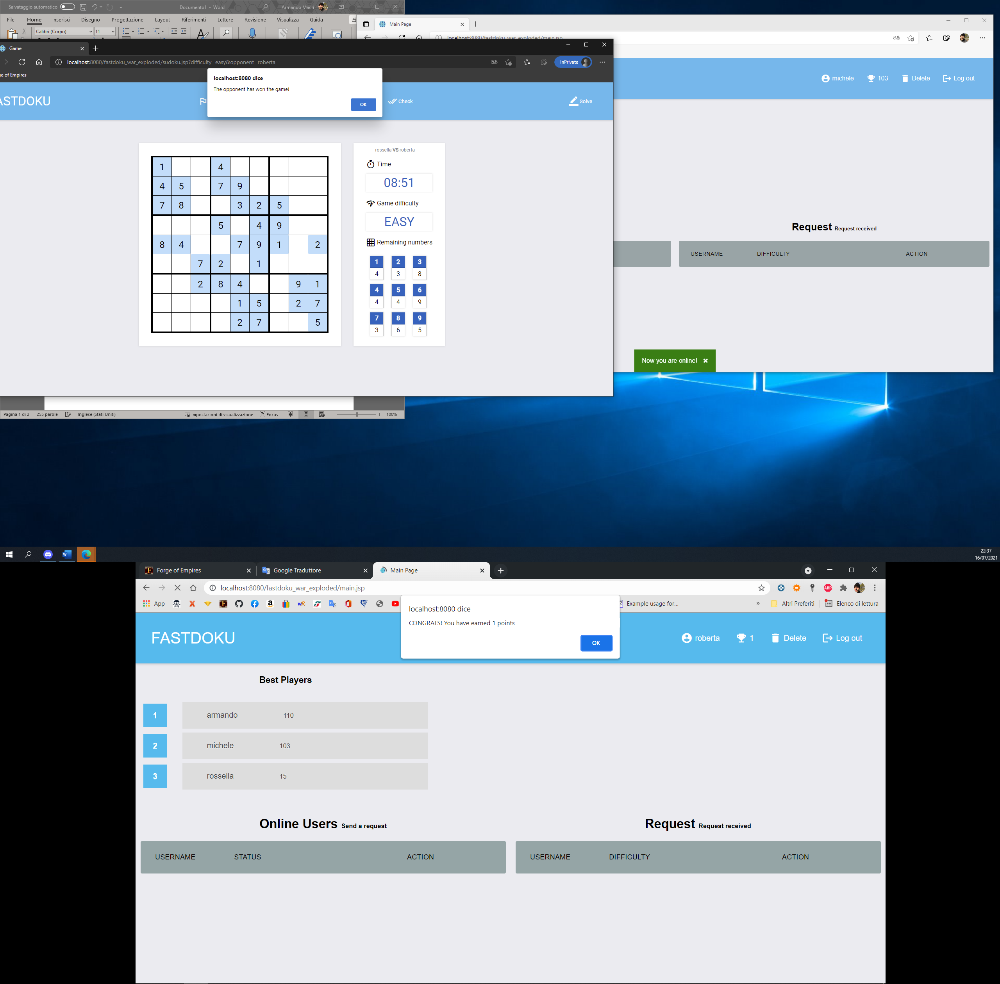 Salvataggio automatico
Documento1 - Word
Armando Macrì
File Home Inserisci Disegno Progettazione Layout Riferimenti Lettere Revisione Visualizza Guida
Calibri (Corpo) 11
Main Page
localhost:8080/fastdoku_war_exploded/main.jsp
Game
localhost:8080/fastdoku_war_exploded/sudoku.jsp?difficulty=easy&opponent=roberta
InPrivate
ge of Empires
localhost:8080 dice
The opponent has won the game!
OK
ASTDOKU
Check
Solve
michele 103 Delete Log out
rossella VS roberta
Time
08:51
Game difficulty
EASY
Remaining numbers
1 2 3
4 3 8
4 5 6
4 4 9
7 8 9
3 6 5
1 4
4 5 7 9
7 8 3 2 5
5 4 9
8 4 7 9 1 2
7 2 1
2 8 4 9 1
1 5 2 7
2 7 5
Request Request received
USERNAME DIFFICULTY ACTION
Now you are online!
Pagina 1 di 2 255 parole Inglese (Stati Uniti) Impostazioni di visualizzazione Focus 100%
22:37
16/07/2021
Forge of Empires
Google Traduttore
Main Page
localhost:8080/fastdoku_war_exploded/main.jsp
ABP
App
wR
Example usage for...
»
Altri Preferiti
Elenco di lettura
localhost:8080 dice
CONGRATS! You have earned 1 points
OK
FASTDOKU
roberta 1 Delete Log out
Best Players
1 armando 110
2 michele 103
3 rossella 15
Online Users Send a request
USERNAME STATUS ACTION
Request Request received
USERNAME DIFFICULTY ACTION